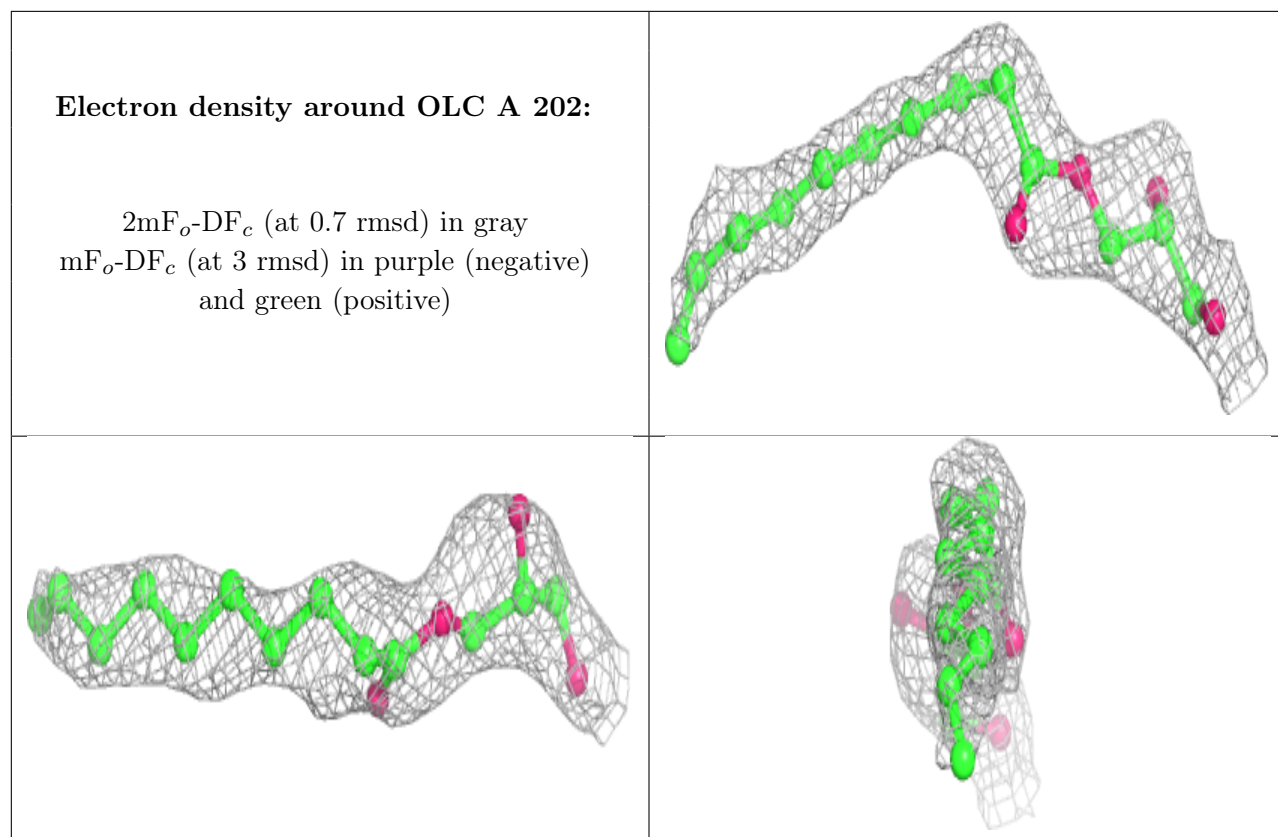 Electron density around OLC A 202:
2mFₒ-DF𝒸 (at 0.7 rmsd) in gray
mFₒ-DF𝒸 (at 3 rmsd) in purple (negative)
and green (positive)